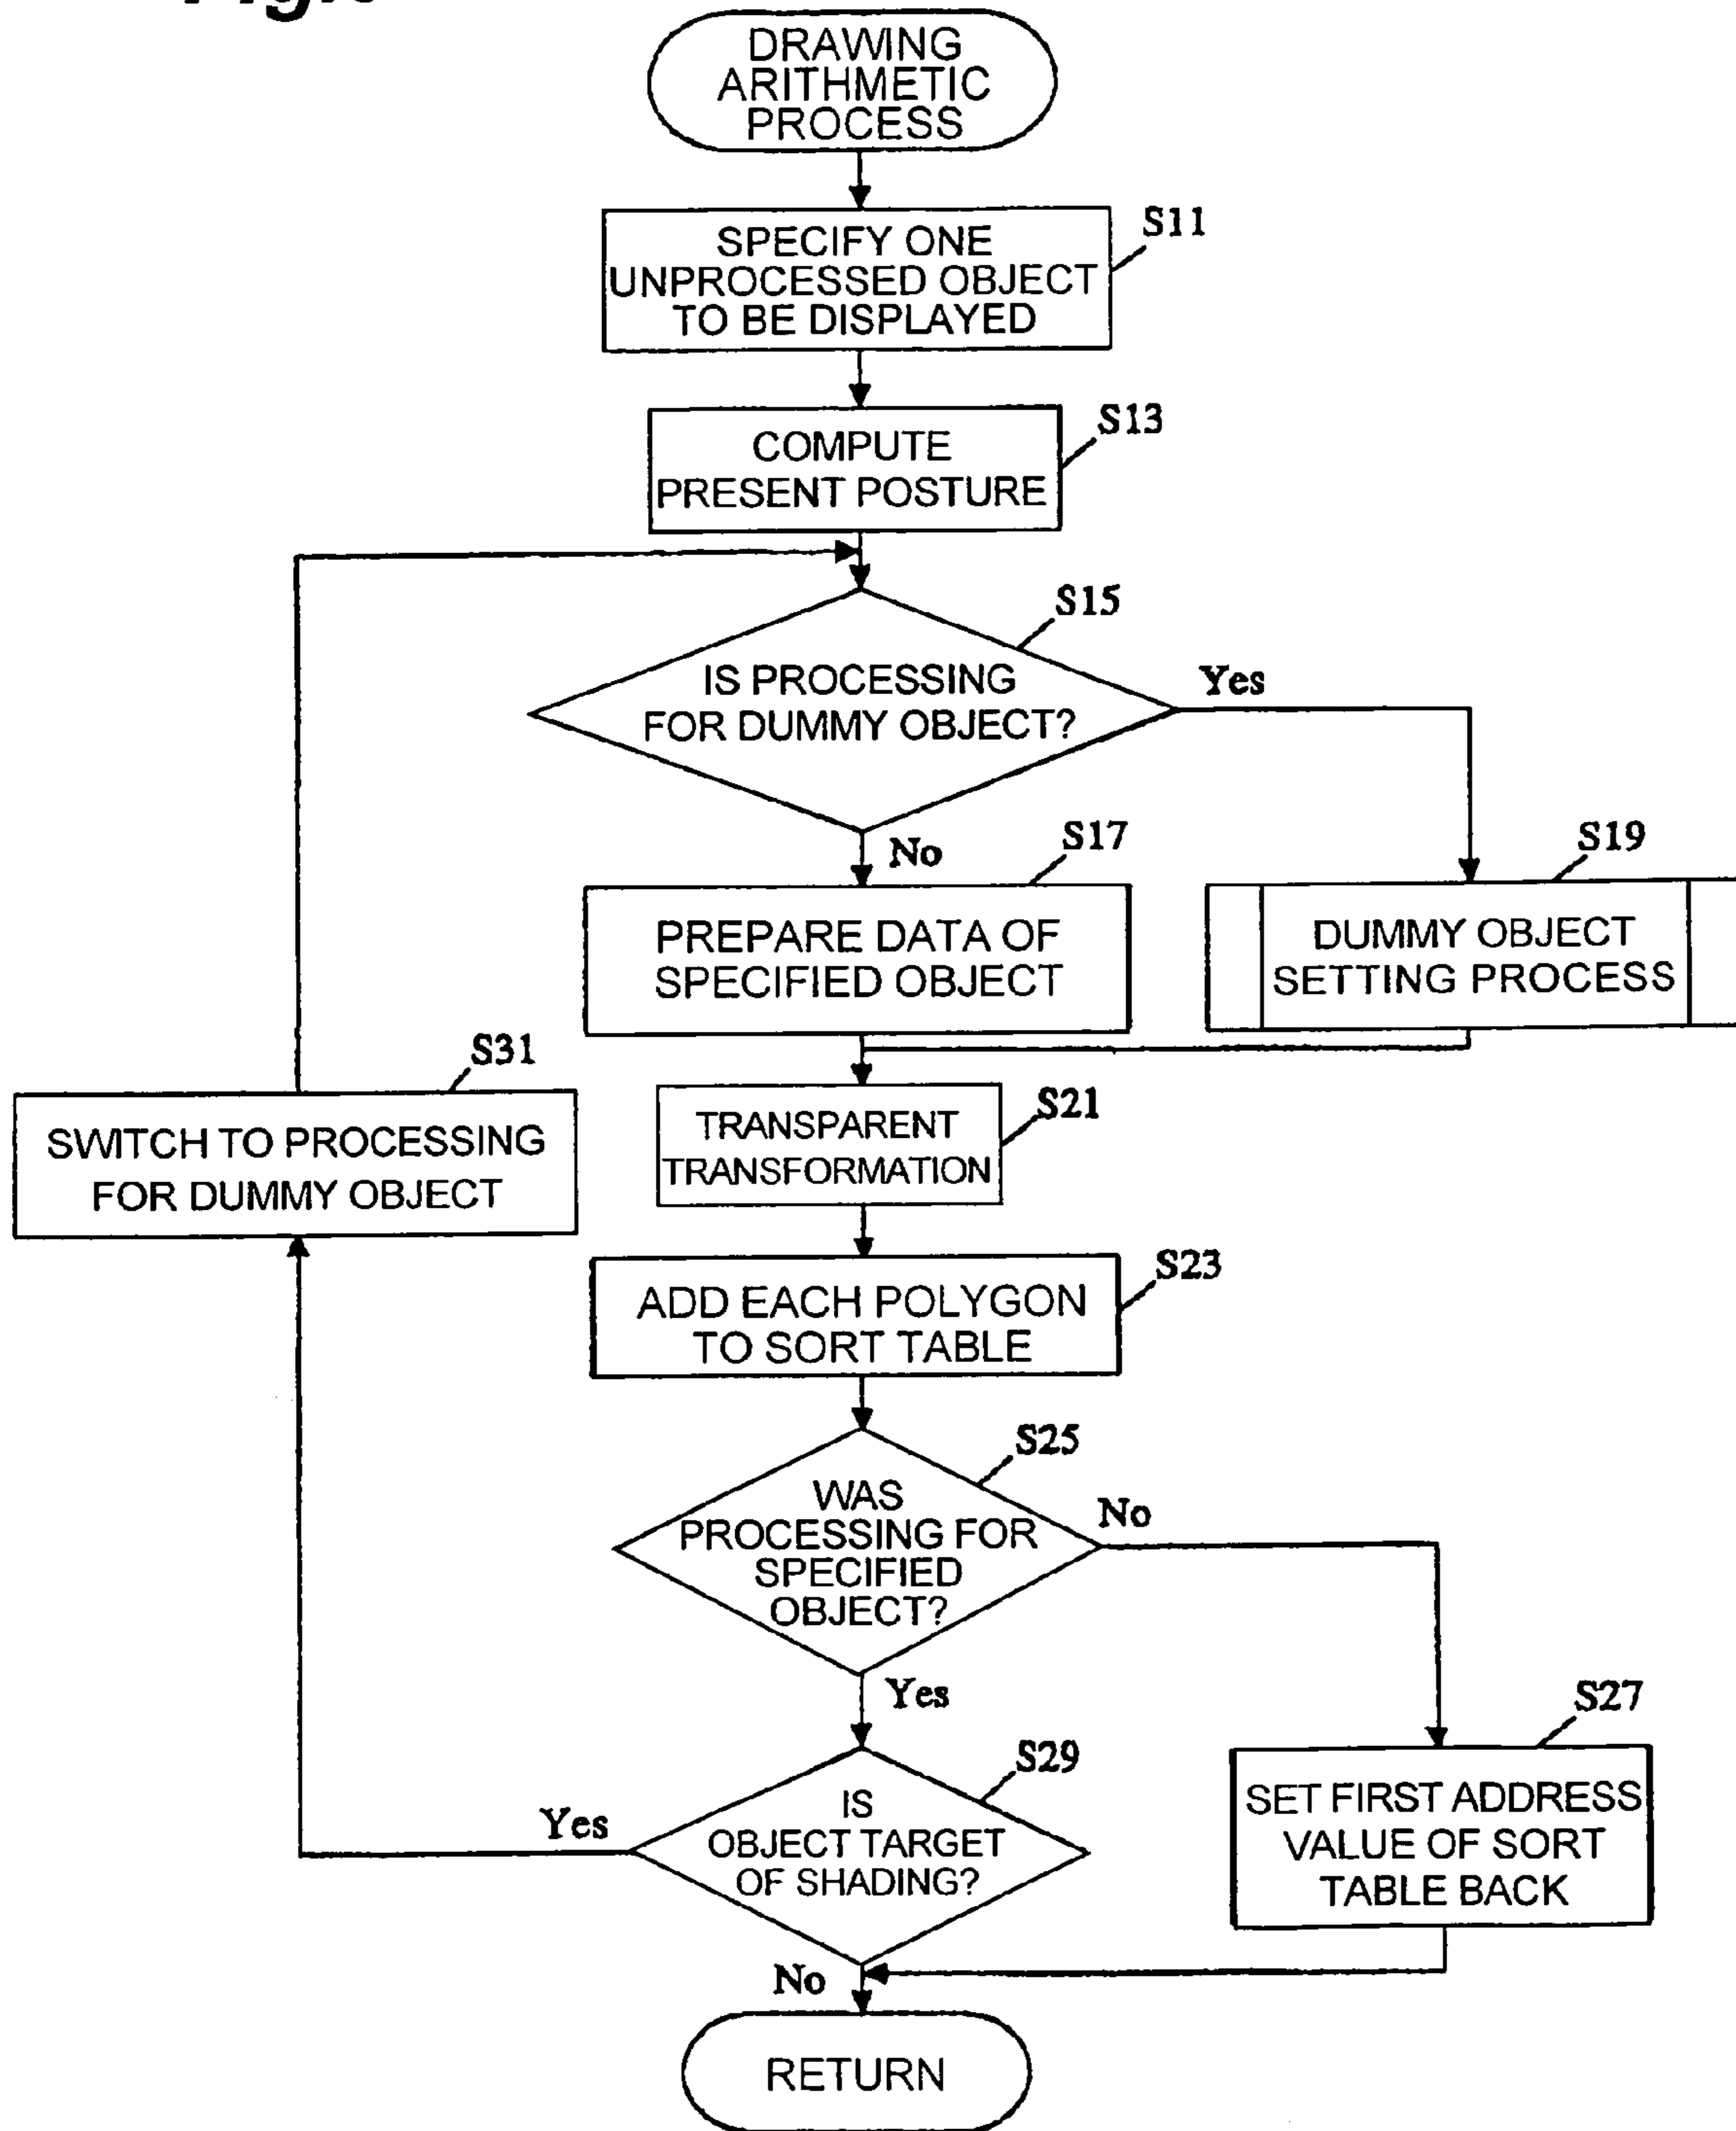 DRAWING
ARITHMETIC
PROCESS
S11
SPECIFY ONE
UNPROCESSED OBJECT
TO BE DISPLAYED
S13
COMPUTE
PRESENT POSTURE
S15
IS PROCESSING
FOR DUMMY OBJECT?
Yes
No
S17
PREPARE DATA OF
SPECIFIED OBJECT
S19
DUMMY OBJECT
SETTING PROCESS
S31
SWITCH TO PROCESSING
FOR DUMMY OBJECT
S21
TRANSPARENT
TRANSFORMATION
S23
ADD EACH POLYGON
TO SORT TABLE
S25
WAS
PROCESSING FOR
SPECIFIED
OBJECT?
No
Yes
S27
SET FIRST ADDRESS
VALUE OF SORT
TABLE BACK
S29
IS
OBJECT TARGET
OF SHADING?
Yes
No
RETURN